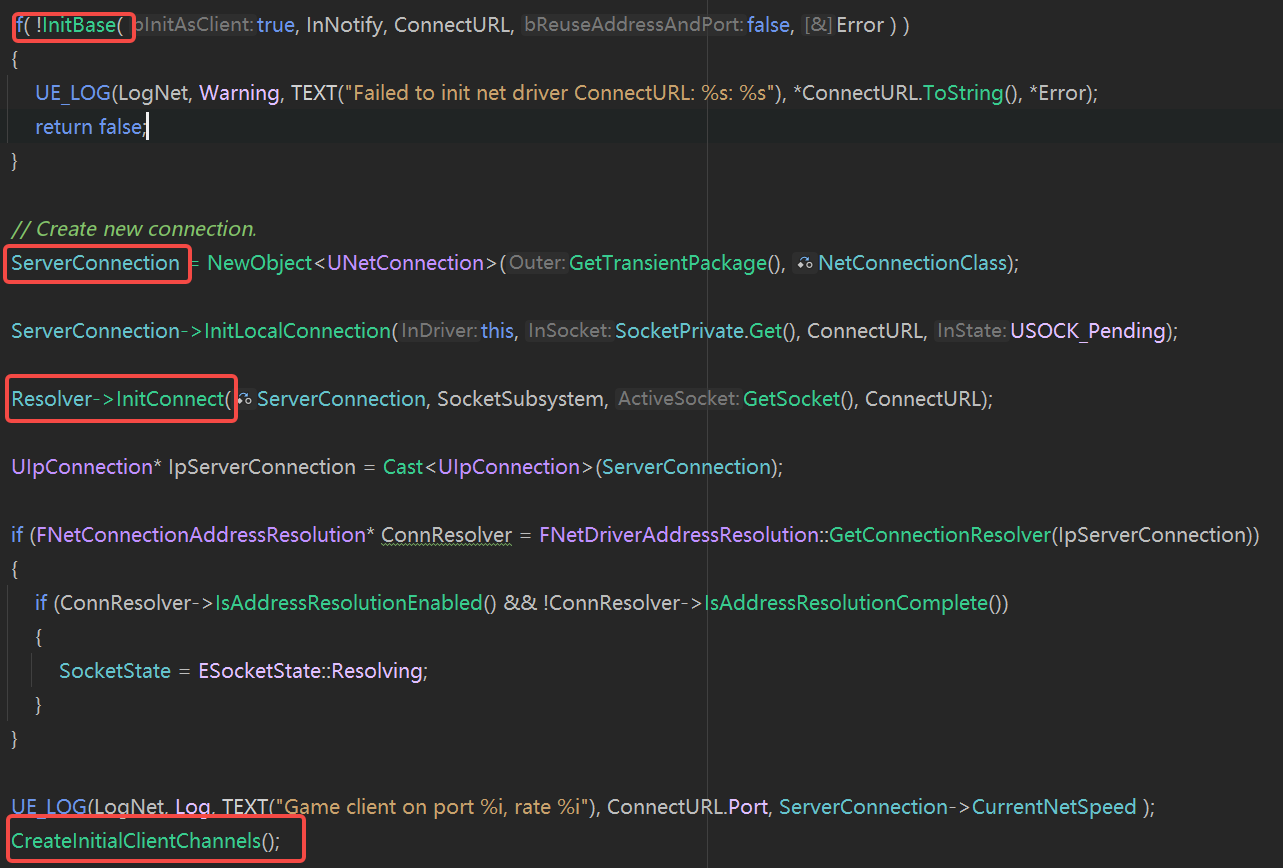 if( !InitBase( bInitAsClient: true, InNotify, ConnectURL, bReuseAddressAndPort: false, [&] Error ) )
{
UE_LOG(LogNet, Warning, TEXT("Failed to init net driver ConnectURL: %s: %s"), *ConnectURL.ToString(), *Error);
return false;
}
// Create new connection.
ServerConnection = NewObject<UNetConnection>(Outer: GetTransientPackage(), NetConnectionClass);
ServerConnection->InitLocalConnection(InDriver: this, InSocket: SocketPrivate.Get(), ConnectURL, InState: USOCK_Pending);
Resolver->InitConnect(ServerConnection, SocketSubsystem, ActiveSocket: GetSocket(), ConnectURL);
UIpConnection* IpServerConnection = Cast<UIpConnection>(ServerConnection);
if (FNetConnectionAddressResolution* ConnResolver = FNetDriverAddressResolution::GetConnectionResolver(IpServerConnection))
{
if (ConnResolver->IsAddressResolutionEnabled() && !ConnResolver->IsAddressResolutionComplete())
{
SocketState = ESocketState::Resolving;
}
}
UE_LOG(LogNet, Log, TEXT("Game client on port %i, rate %i"), ConnectURL.Port, ServerConnection->CurrentNetSpeed );
CreateInitialClientChannels();